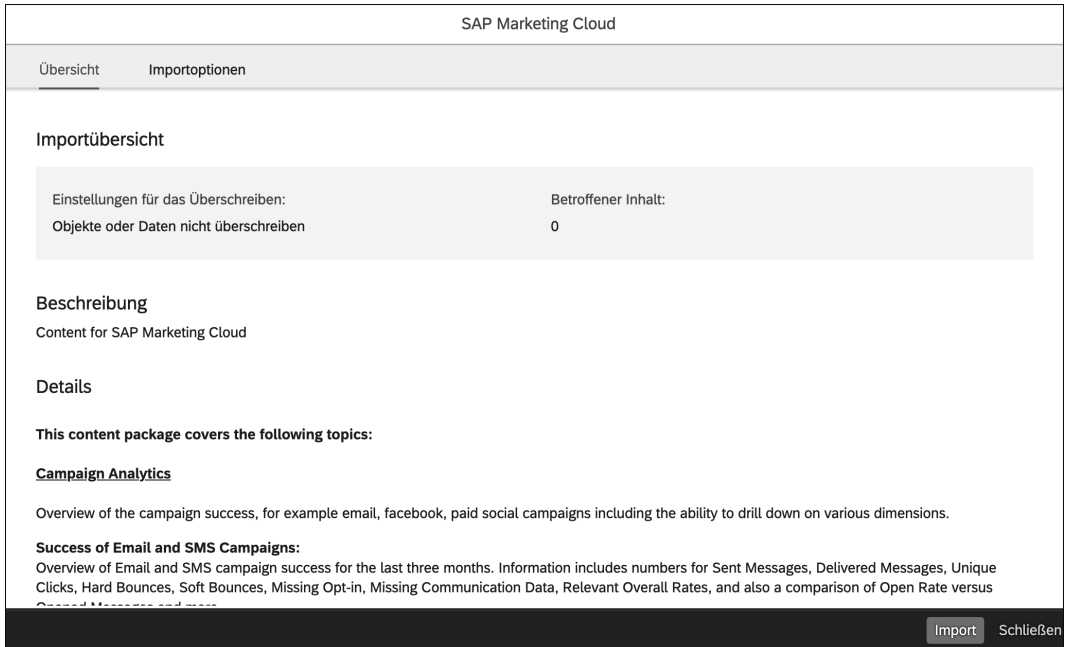 SAP Marketing Cloud
Übersicht Importoptionen
Importübersicht
Einstellungen für das Überschreiben: Betroffener Inhalt:
Objekte oder Daten nicht überschreiben 0
Beschreibung
Content for SAP Marketing Cloud
Details
This content package covers the following topics:
Campaign Analytics
Overview of the campaign success, for example email, facebook, paid social campaigns including the ability to drill down on various dimensions.
Success of Email and SMS Campaigns:
Overview of Email and SMS campaign success for the last three months. Information includes numbers for Sent Messages, Delivered Messages, Unique
Clicks, Hard Bounces, Soft Bounces, Missing Opt-in, Missing Communication Data, Relevant Overall Rates, and also a comparison of Open Rate versus
Opened Messages and more
Import Schließen